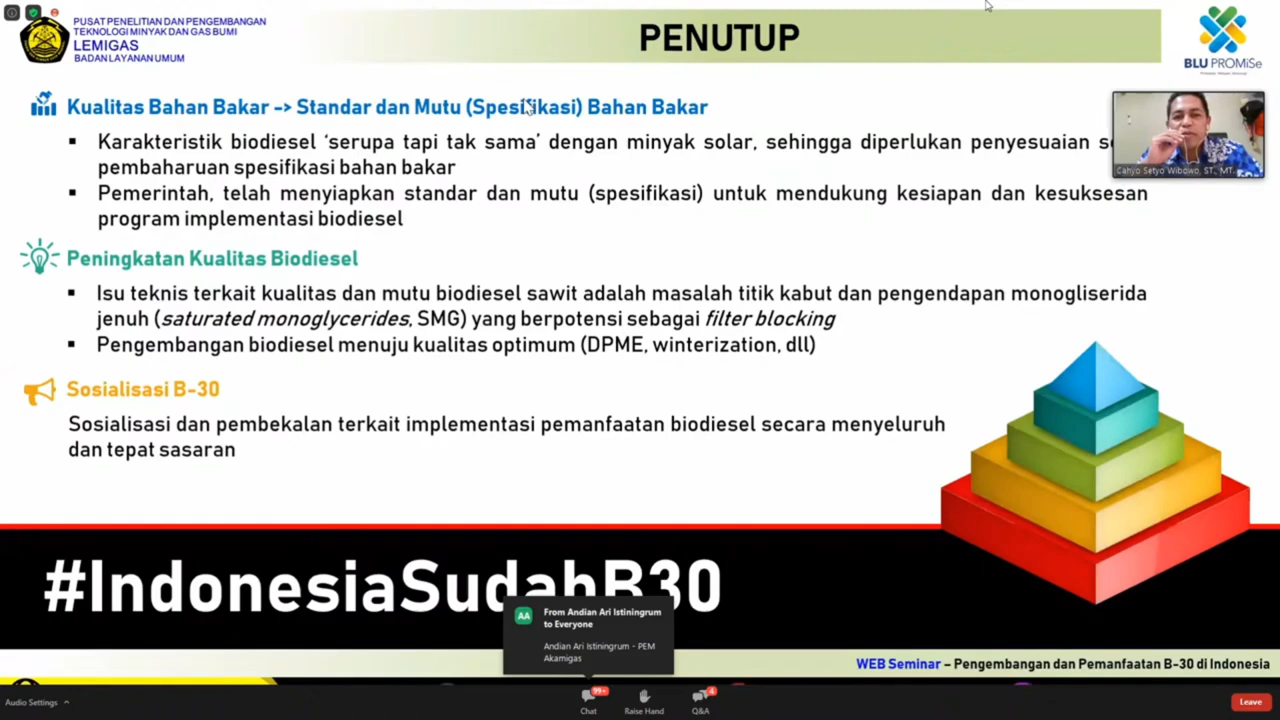 PUSAT PENELITIAN DAN PENGEMBANGAN
TEKNOLOGI MINYAK DAN GAS BUMI
LEMIGAS
BADAN LAYANAN UMUM
PENUTUP
BLU PROMiSe
Kualitas Bahan Bakar -> Standar dan Mutu (Spesifikasi) Bahan Bakar
▪ Karakteristik biodiesel ‘serupa tapi tak sama’ dengan minyak solar, sehingga diperlukan penyesuaian
pembaharuan spesifikasi bahan bakar
Cahyo Setyo Wibowo, ST., MT.
▪ Pemerintah, telah menyiapkan standar dan mutu (spesifikasi) untuk mendukung kesiapan dan kesuksesan
program implementasi biodiesel
Peningkatan Kualitas Biodiesel
▪ Isu teknis terkait kualitas dan mutu biodiesel sawit adalah masalah titik kabut dan pengendapan monogliserida
jenuh (saturated monoglycerides, SMG) yang berpotensi sebagai filter blocking
▪ Pengembangan biodiesel menuju kualitas optimum (DPME, winterization, dll)
Sosialisasi B-30
Sosialisasi dan pembekalan terkait implementasi pemanfaatan biodiesel secara menyeluruh
dan tepat sasaran
#IndonesiaSudahB30
AA
From Andian Ari Istiningrum
to Everyone
Andian Ari Istiningrum - PEM
Akamigas
WEB Seminar – Pengembangan dan Pemanfaatan B-30 di Indonesia
Audio Settings
99+
Chat
Raise Hand
4
Q&A
Leave